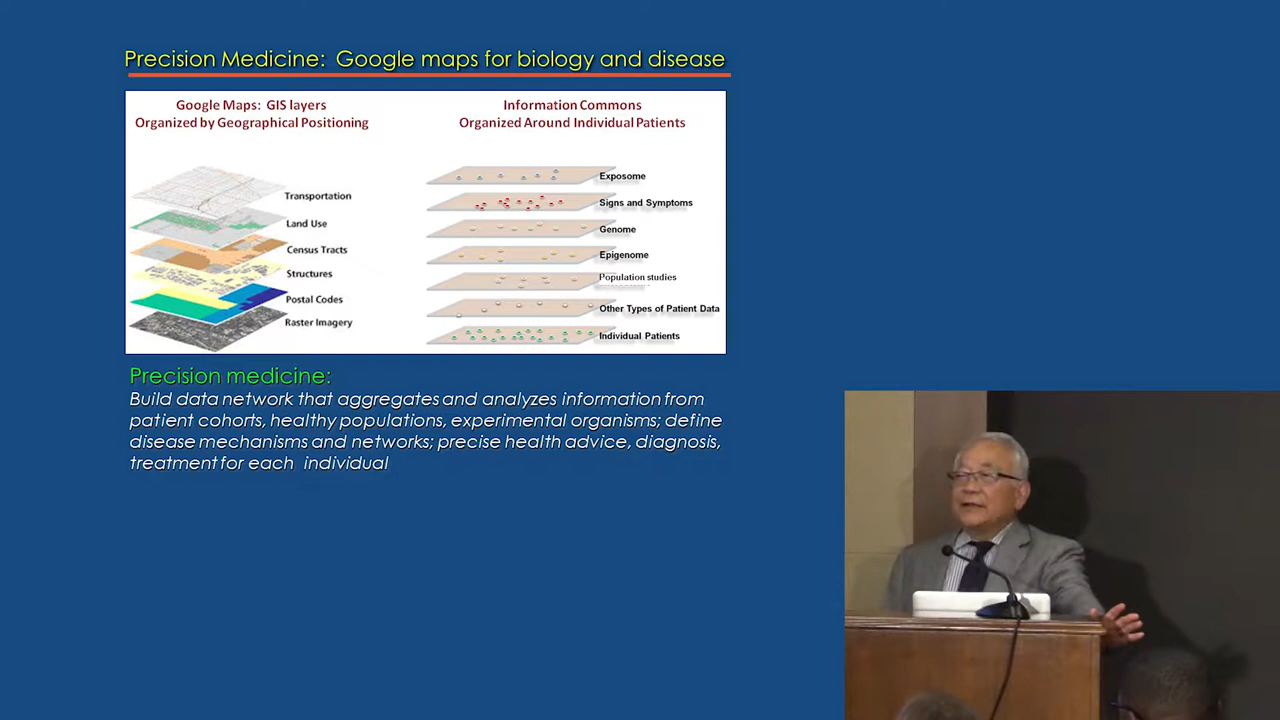 Precision Medicine: Google maps for biology and disease
Google Maps: GIS layers
Organized by Geographical Positioning
Transportation
Land Use
Census Tracts
Structures
Postal Codes
Raster Imagery
Information Commons
Organized Around Individual Patients
Exposome
Signs and Symptoms
Genome
Epigenome
Population studies
Other Types of Patient Data
Individual Patients
Precision medicine:
Build data network that aggregates and analyzes information from
patient cohorts, healthy populations, experimental organisms; define
disease mechanisms and networks; precise health advice, diagnosis,
treatment for each individual